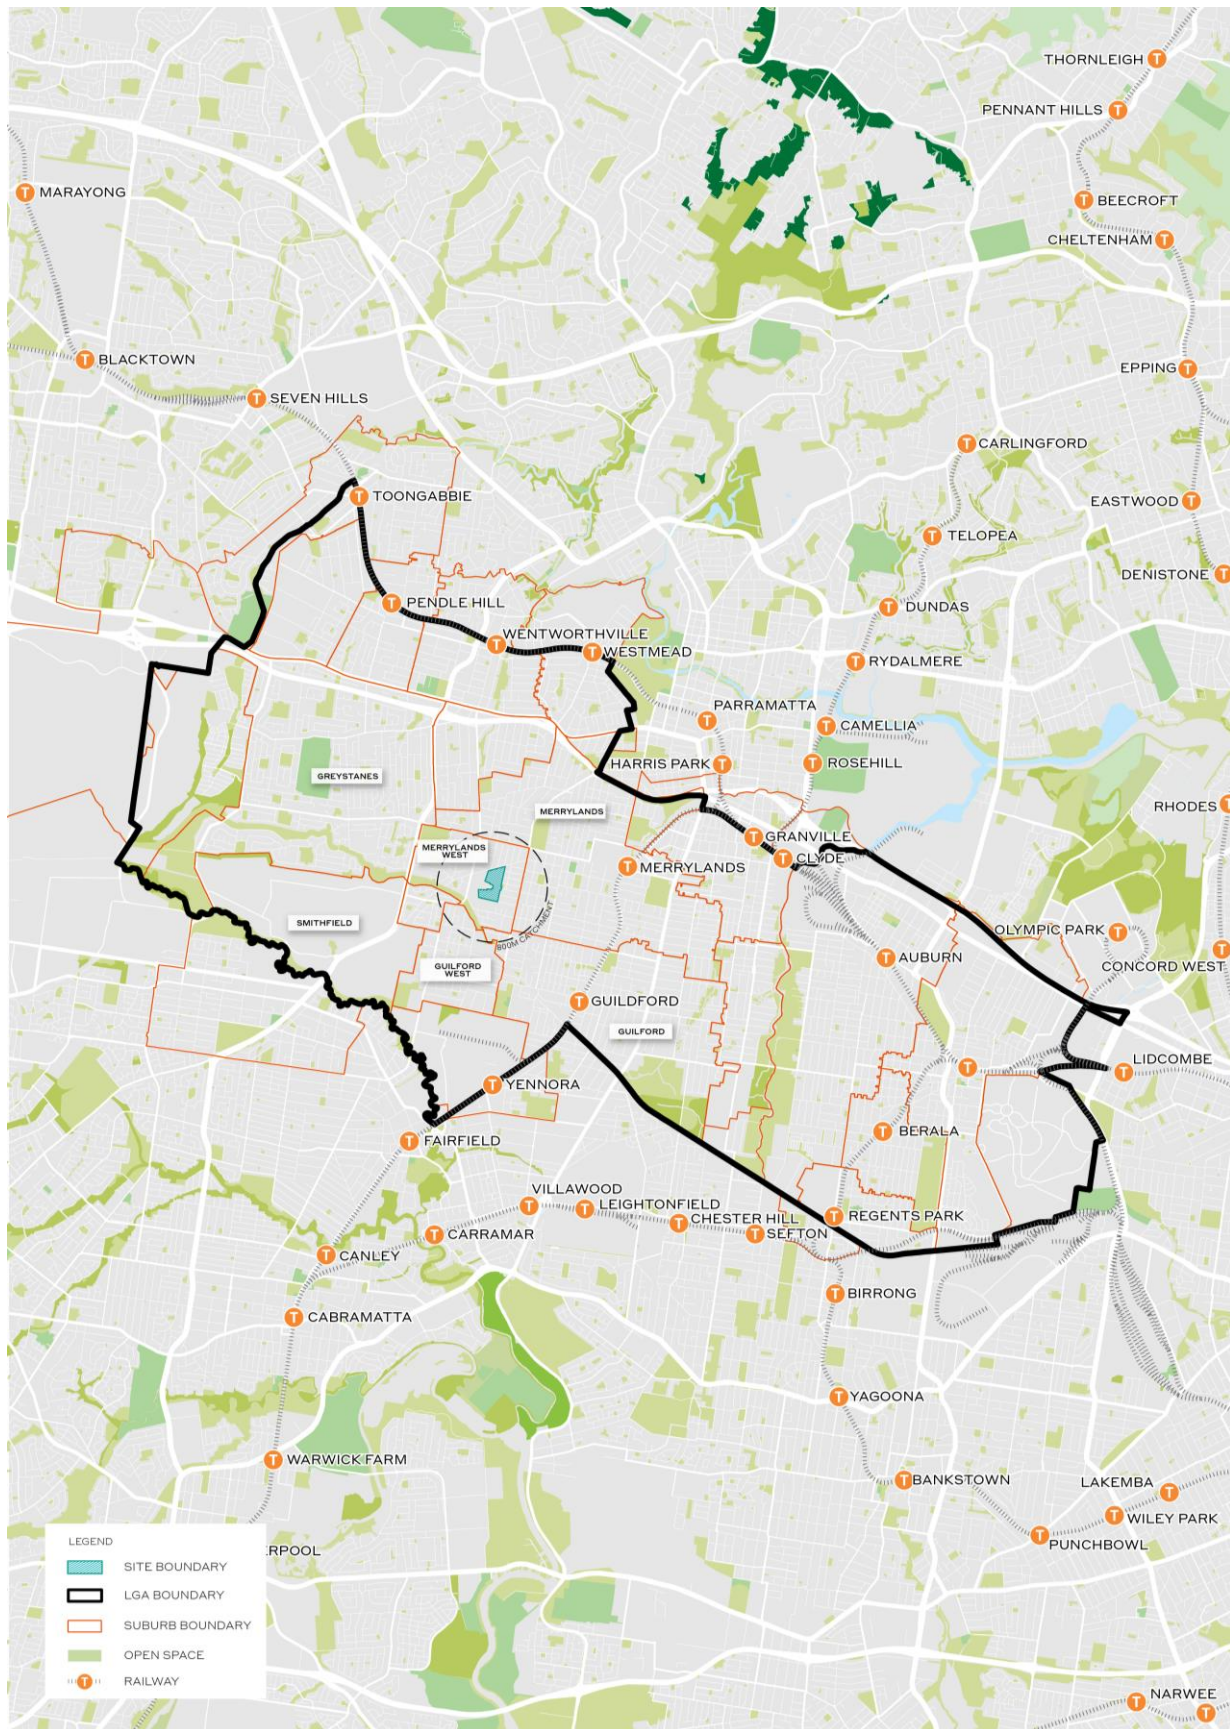 THORNLEIGH
PENNANT HILLS
MARAYONG
BEECROFT
CHELTENHAM
BLACKTOWN
EPPING
SEVEN HILLS
CARLINGFORD
TOONGABBIE
EASTWOOD
TELOPEA
DENISTONE
PENDLE HILL
DUNDAS
WENTWORTHVILLE
WESTMEAD
RYDALMERE
PARRAMATTA
CAMELLIA
HARRIS PARK
ROSEHILL
GREYSTANES
RHODES
MERRYLANDS
GRANVILLE
MERRYLANDS
WEST
CLYDE
MERRYLANDS
800M CATCHMENT
SMITHFIELD
OLYMPIC PARK
AUBURN
CONCORD WEST
GUILFORD
WEST
GUILDFORD
GUILFORD
LIDCOMBE
YENNORA
BERALA
FAIRFIELD
VILLAWOOD
LEIGHTONFIELD
CHESTER HILL
REGENTS PARK
SEFTON
CARRAMAR
CANLEY
BIRRONG
CABRAMATTA
YAGOONA
WARWICK FARM
BANKSTOWN
LAKEMBA
WILEY PARK
PUNCHBOWL
ERPOOL
LEGEND
SITE BOUNDARY
LGA BOUNDARY
SUBURB BOUNDARY
OPEN SPACE
T RAILWAY
NARWEE